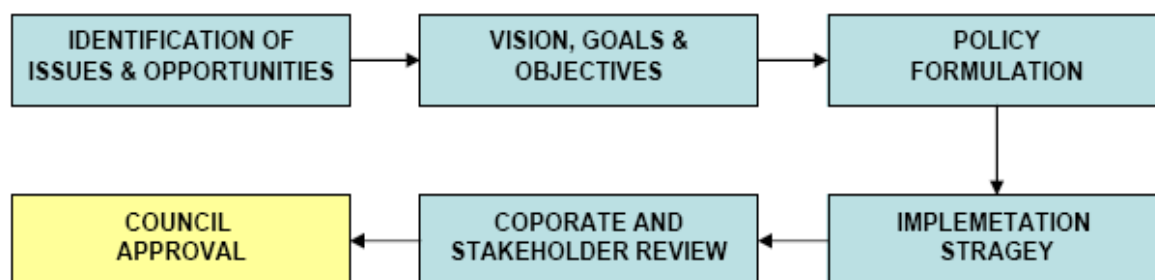 IDENTIFICATION OF
ISSUES & OPPORTUNITIES
VISION, GOALS &
OBJECTIVES
POLICY
FORMULATION
IMPLEMETATION
STRAGEY
COPORATE AND
STAKEHOLDER REVIEW
COUNCIL
APPROVAL